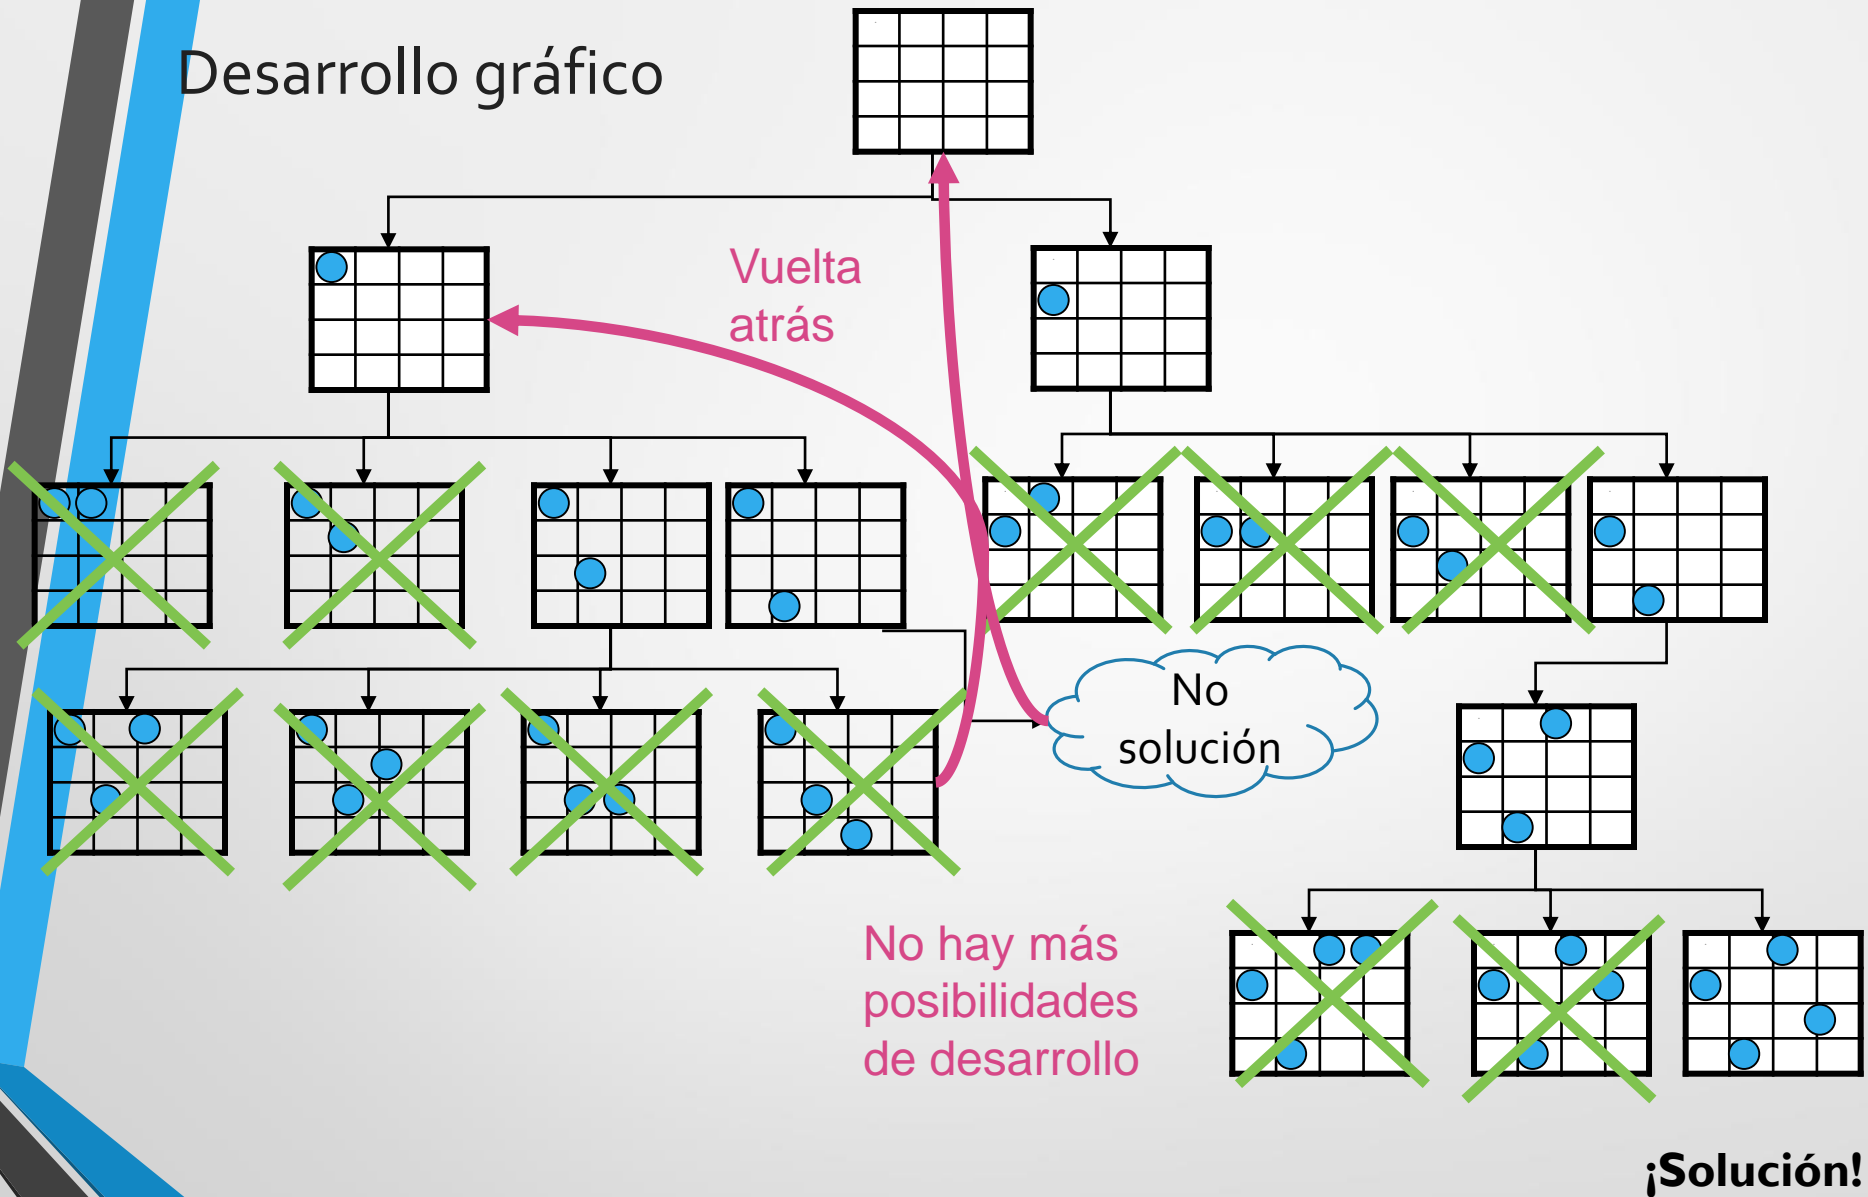 Desarrollo gráfico
Vuelta
atrás
No
solución
No hay más
posibilidades
de desarrollo
¡Solución!